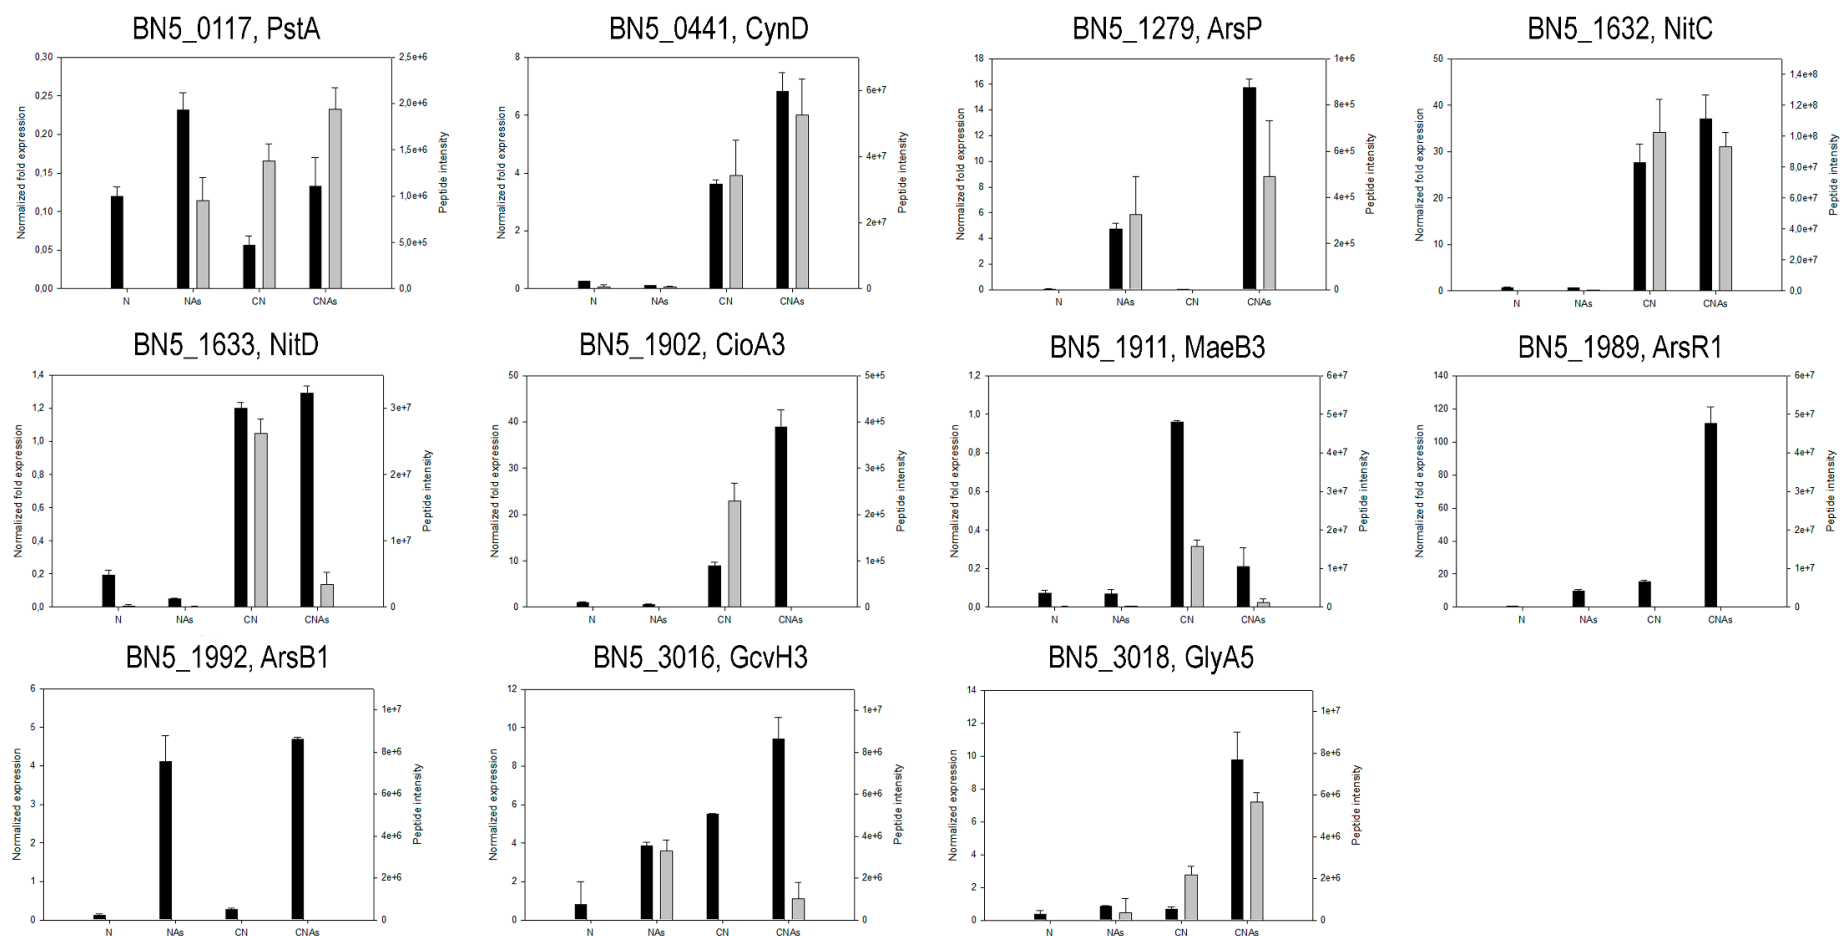 BN5_0117, PstA
Normalized fold expression
0,30
0,25
0,20
0,15
0,10
0,05
0,00
N NAs CN CNAs
2,5e+6
2,0e+6
1,5e+6
1,0e+6
5,0e+5
0,0
Peptide intensity
BN5_0441, CynD
Normalized fold expression
8
6
4
2
0
N NAs CN CNAs
6e+7
4e+7
2e+7
0
Peptide intensity
BN5_1279, ArsP
Normalized fold expression
18
16
14
12
10
8
6
4
2
0
N NAs CN CNAs
1e+6
8e+5
6e+5
4e+5
2e+5
0
Peptide intensity
BN5_1632, NitC
Normalized fold expression
50
40
30
20
10
0
N NAs CN CNAs
1,4e+8
1,2e+8
1,0e+8
8,0e+7
6,0e+7
4,0e+7
2,0e+7
0,0
Peptide intensity
BN5_1633, NitD
Normalized fold expression
1,4
1,2
1,0
0,8
0,6
0,4
0,2
0,0
N NAs CN CNAs
3e+7
2e+7
1e+7
0
Peptide intensity
BN5_1902, CioA3
Normalized fold expression
50
40
30
20
10
0
N NAs CN CNAs
5e+5
4e+5
3e+5
2e+5
1e+5
0
Peptide intensity
BN5_1911, MaeB3
Normalized fold expression
1,2
1,0
0,8
0,6
0,4
0,2
0,0
N NAs CN CNAs
6e+7
5e+7
4e+7
3e+7
2e+7
1e+7
0
Peptide intensity
BN5_1989, ArsR1
Normalized fold expression
140
120
100
80
60
40
20
0
N NAs CN CNAs
6e+7
5e+7
4e+7
3e+7
2e+7
1e+7
0
Peptide intensity
BN5_1992, ArsB1
Normalized expression
6
5
4
3
2
1
0
N NAs CN CNAs
1e+7
8e+6
6e+6
4e+6
2e+6
0
Peptide intensity
BN5_3016, GcvH3
Normalized expression
12
10
8
6
4
2
0
N NAs CN CNAs
1e+7
8e+6
6e+6
4e+6
2e+6
0
Peptide intensity
BN5_3018, GlyA5
Normalized expression
14
12
10
8
6
4
2
0
N NAs CN CNAs
1e+7
8e+6
6e+6
4e+6
2e+6
0
Peptide intensity